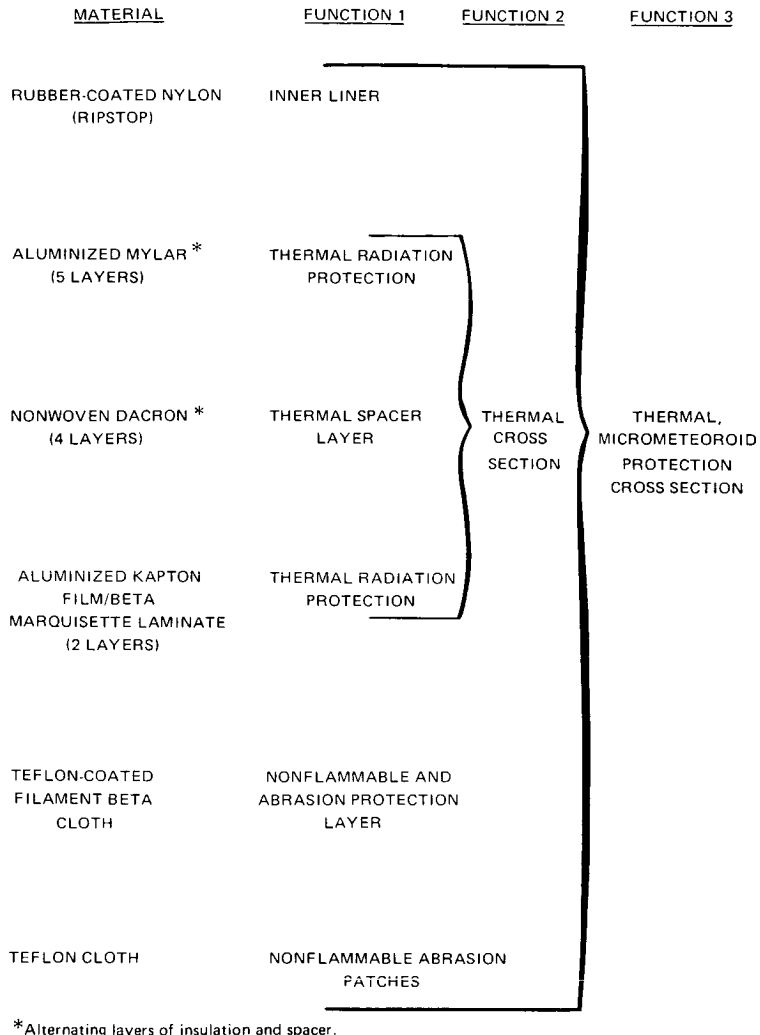 MATERIAL FUNCTION 1 FUNCTION 2 FUNCTION 3
RUBBER-COATED NYLON
(RIPSTOP)
INNER LINER
ALUMINIZED MYLAR *
(5 LAYERS)
THERMAL RADIATION
PROTECTION
NONWOVEN DACRON *
(4 LAYERS)
THERMAL SPACER
LAYER
THERMAL
CROSS
SECTION
THERMAL,
MICROMETEOROID
PROTECTION
CROSS SECTION
ALUMINIZED KAPTON
FILM/BETA
MARQUISETTE LAMINATE
(2 LAYERS)
THERMAL RADIATION
PROTECTION
TEFLON-COATED
FILAMENT BETA
CLOTH
NONFLAMMABLE AND
ABRASION PROTECTION
LAYER
TEFLON CLOTH
NONFLAMMABLE ABRASION
PATCHES
*Alternating layers of insulation and spacer.